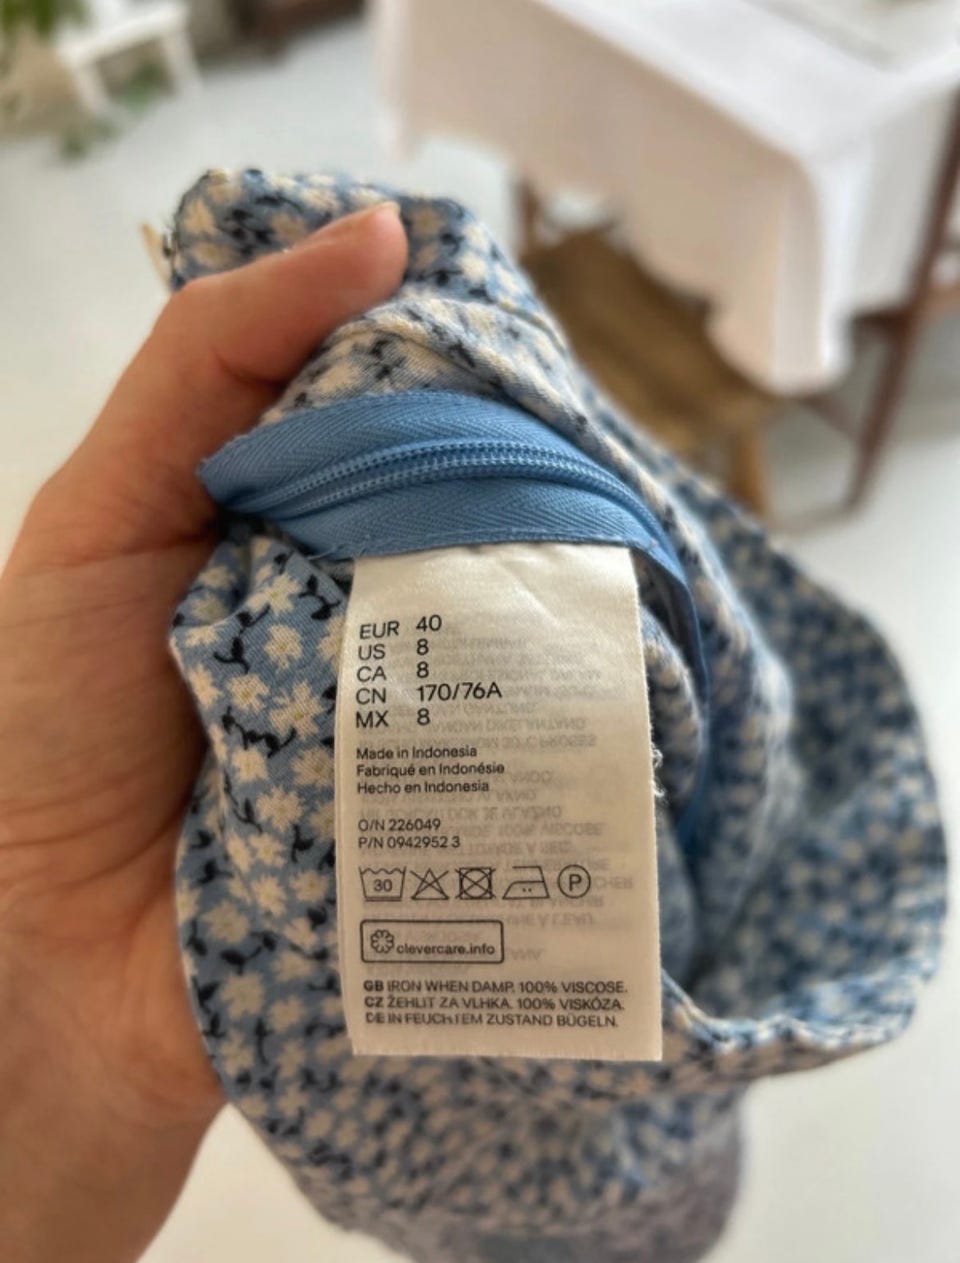 EUR 40
US 8
CA 8
CN 170/76A
MX 8
Made in Indonesia
Fabriqué en Indonésie
Hecho en Indonesia
O/N 226049
P/N 0942952 3
30
P
clevercare.info
GB IRON WHEN DAMP. 100% VISCOSE.
CZ ŽEHLIT ZA VLHKA. 100% VISKÓZA.
DE IN FEUCHTEM ZUSTAND BÜGELN.